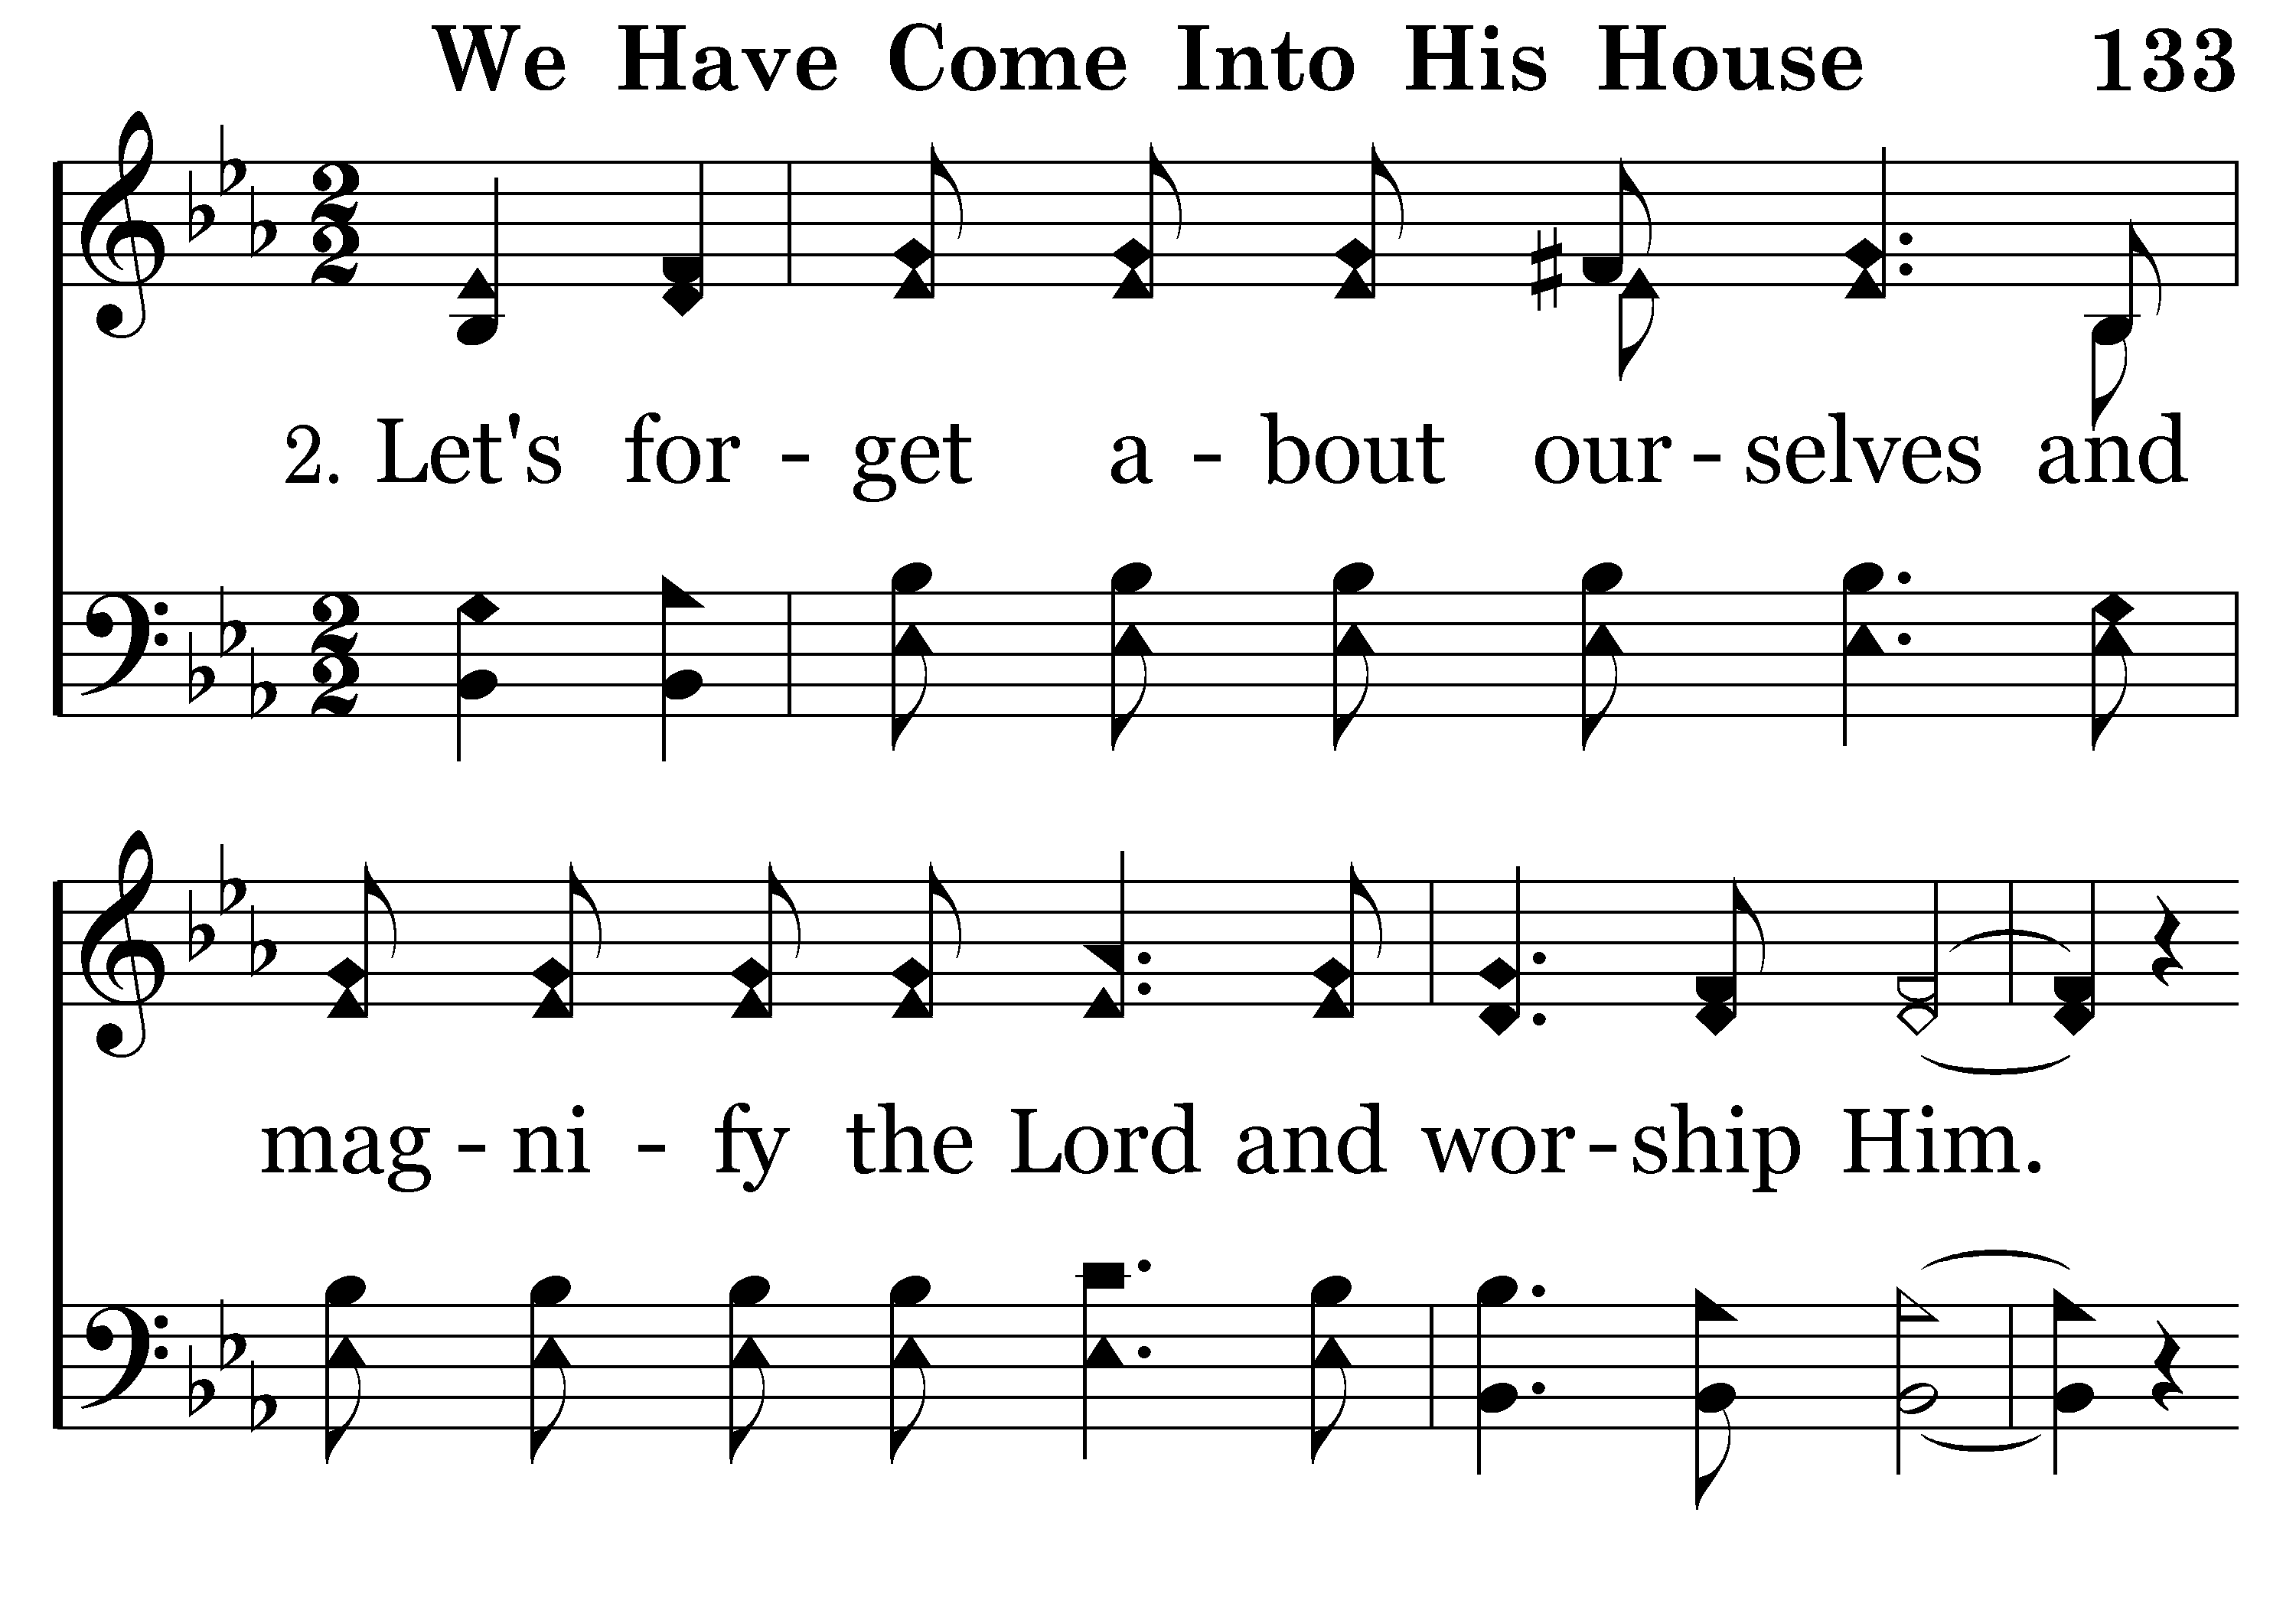 We Have Come Into His House 133
2. Let's for - get a - bout our - selves and
mag - ni - fy the Lord and wor - ship Him.